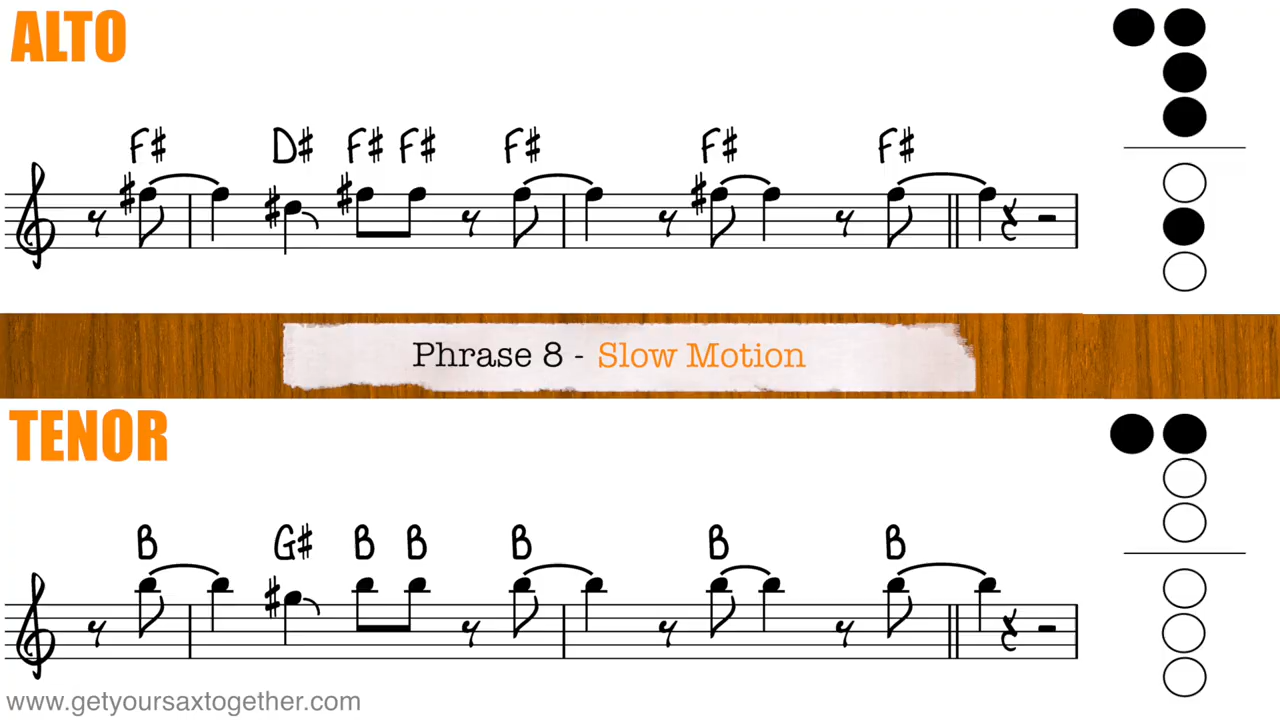 ALTO
F# D# F# F# F# F# F#
Phrase 8 - Slow Motion
TENOR
B G# B B B B B
www.getyoursaxtogether.com